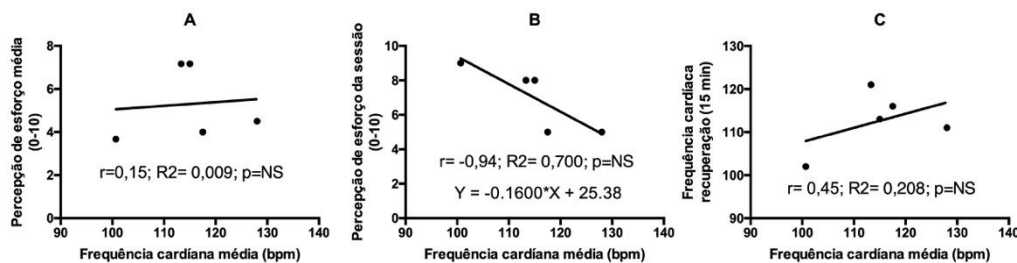 A
Percepção de esforço média
(0-10)
8
6
4
2
0
r=0,15; R2= 0,009; p=NS
90 100 110 120 130 140
Frequência cardíana média (bpm)
B
Percepção de esforço da sessão
(0-10)
10
8
6
4
2
0
r= -0,94; R2= 0,700; p=NS
Y = -0.1600*X + 25.38
90 100 110 120 130 140
Frequência cardíana média (bpm)
C
Frequência cardíaca
recuperação (15 min)
130
120
110
100
90
r= 0,45; R2= 0,208; p=NS
90 100 110 120 130 140
Frequência cardíana média (bpm)